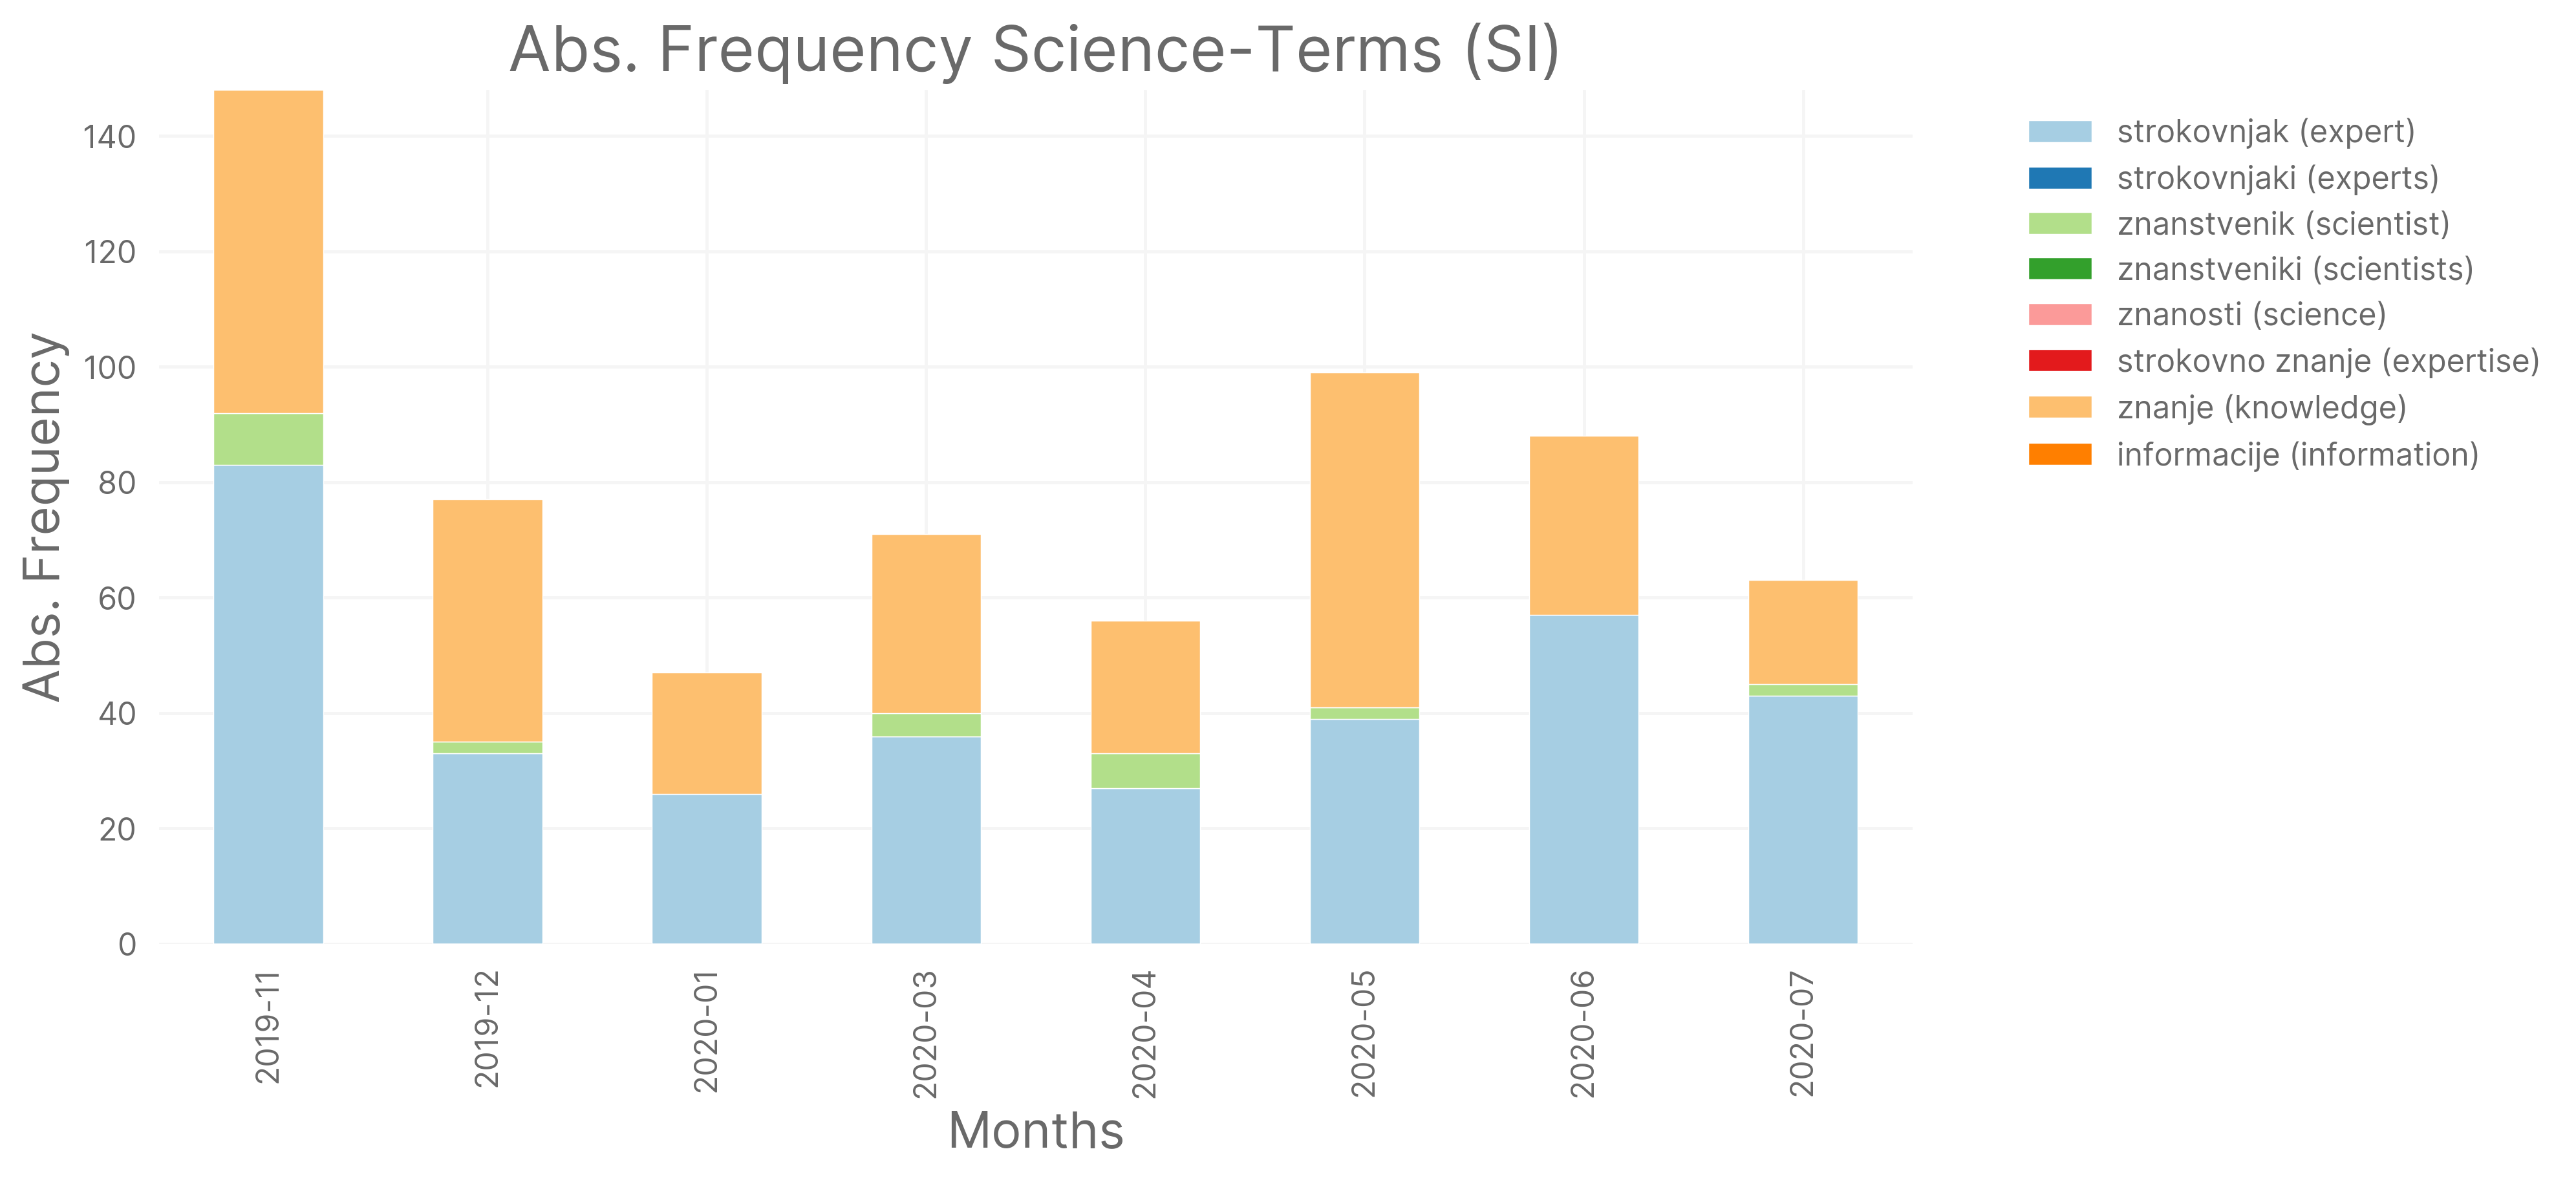 Abs. Frequency Science-Terms (SI)
Abs. Frequency
140
120
100
80
60
40
20
0
2019-11
2019-12
2020-01
2020-03
2020-04
2020-05
2020-06
2020-07
Months
strokovnjak (expert)
strokovnjaki (experts)
znanstvenik (scientist)
znanstveniki (scientists)
znanosti (science)
strokovno znanje (expertise)
znanje (knowledge)
informacije (information)